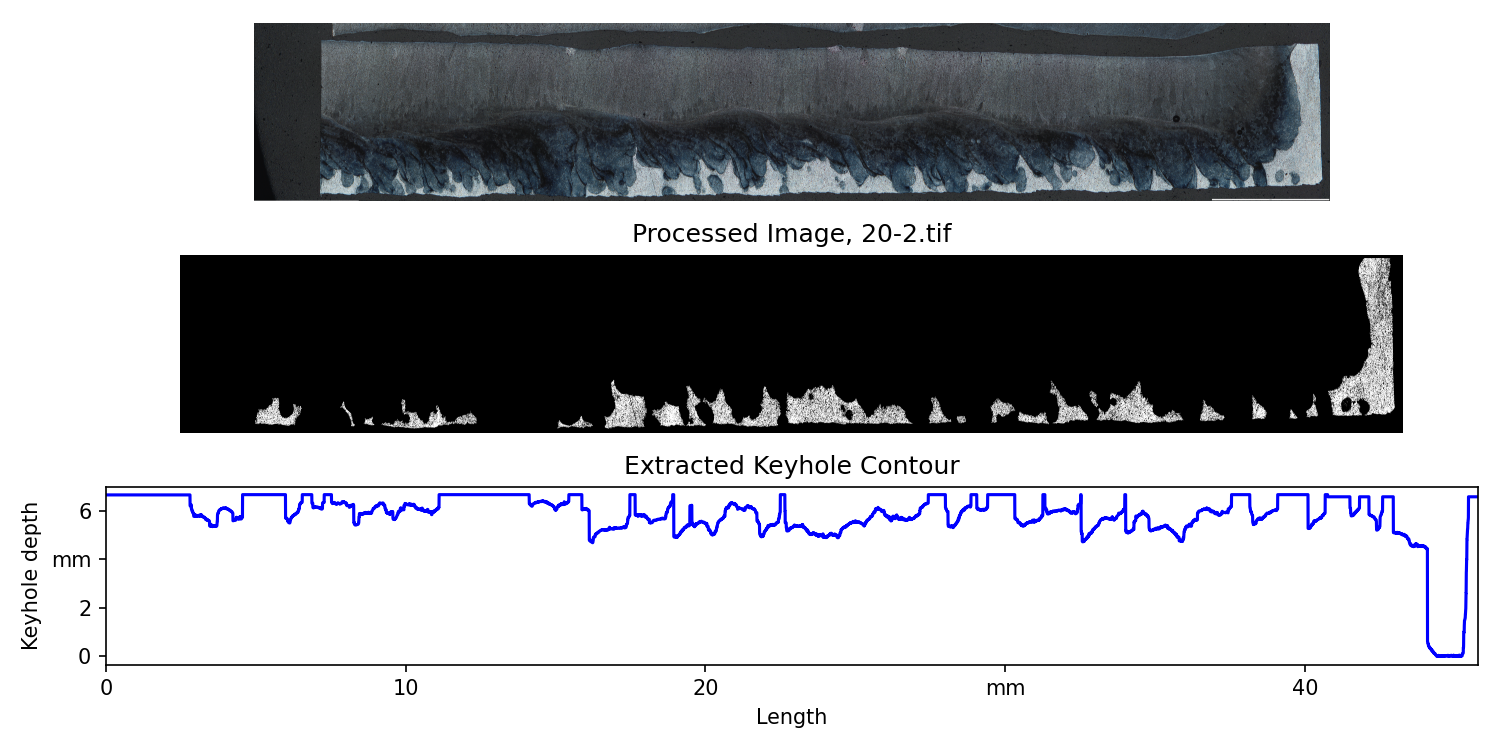 Processed Image, 20-2.tif
Extracted Keyhole Contour
Keyhole depth
6
mm
2
0
0
10
20
mm
40
Length